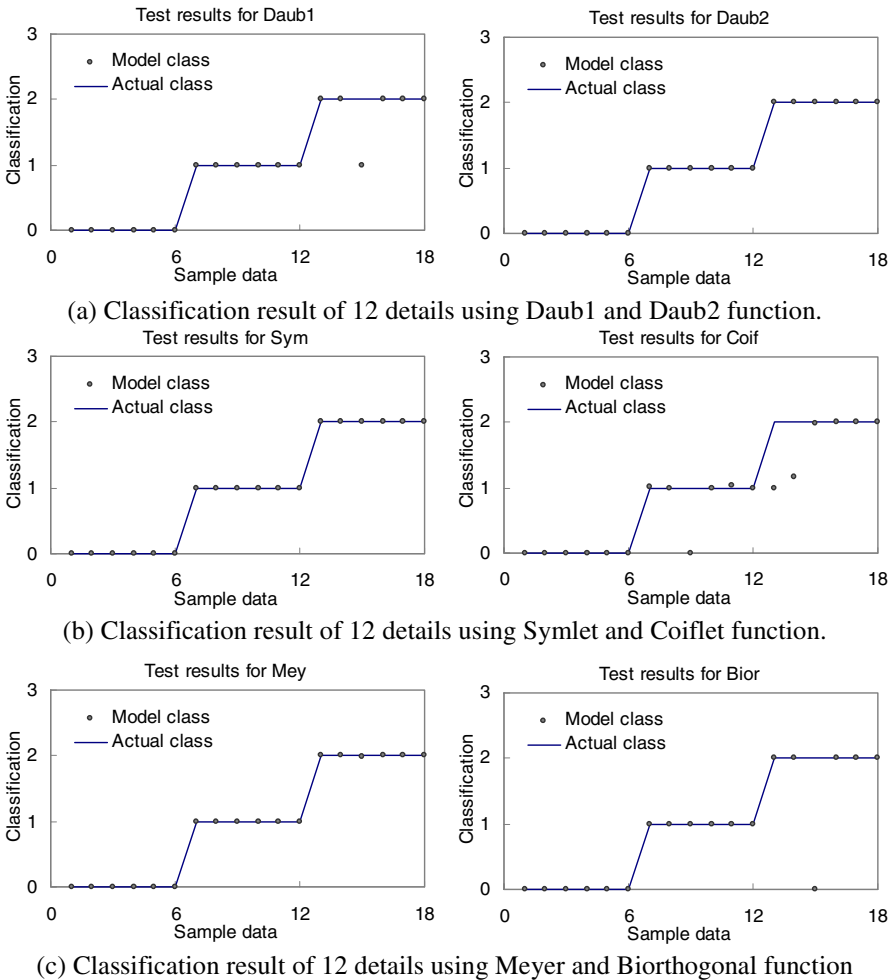 Test results for Daub1
3
2
1
0
Classification
Model class
Actual class
0 6 12 18
Sample data
Test results for Daub2
3
2
1
0
Classification
Model class
Actual class
0 6 12 18
Sample data
(a) Classification result of 12 details using Daub1 and Daub2 function.
Test results for Sym
3
2
1
0
Classification
Model class
Actual class
0 6 12 18
Sample data
Test results for Coif
3
2
1
0
Classification
Model class
Actual class
0 6 12 18
Sample data
(b) Classification result of 12 details using Symlet and Coiflet function.
Test results for Mey
3
2
1
0
Classification
Model class
Actual class
0 6 12 18
Sample data
Test results for Bior
3
2
1
0
Classification
Model class
Actual class
0 6 12 18
Sample data
(c) Classification result of 12 details using Meyer and Biorthogonal function